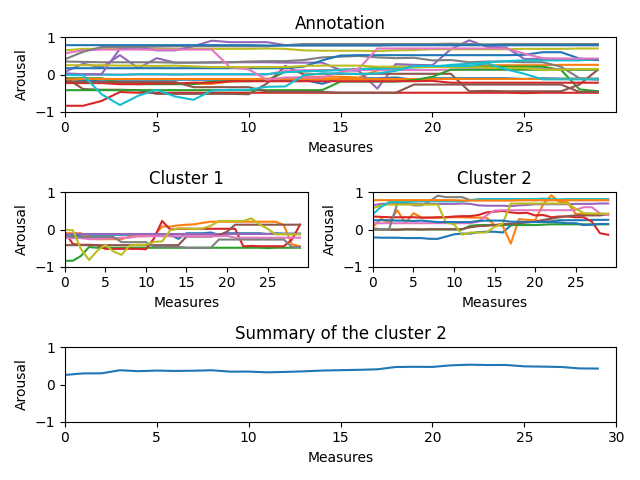 Annotation
Arousal
1
0
−1
0 5 10 15 20 25
Measures
Cluster 1
Arousal
1
0
−1
0 5 10 15 20 25
Measures
Cluster 2
Arousal
1
0
−1
0 5 10 15 20 25
Measures
Summary of the cluster 2
Arousal
1
0
−1
0 5 10 15 20 25 30
Measures